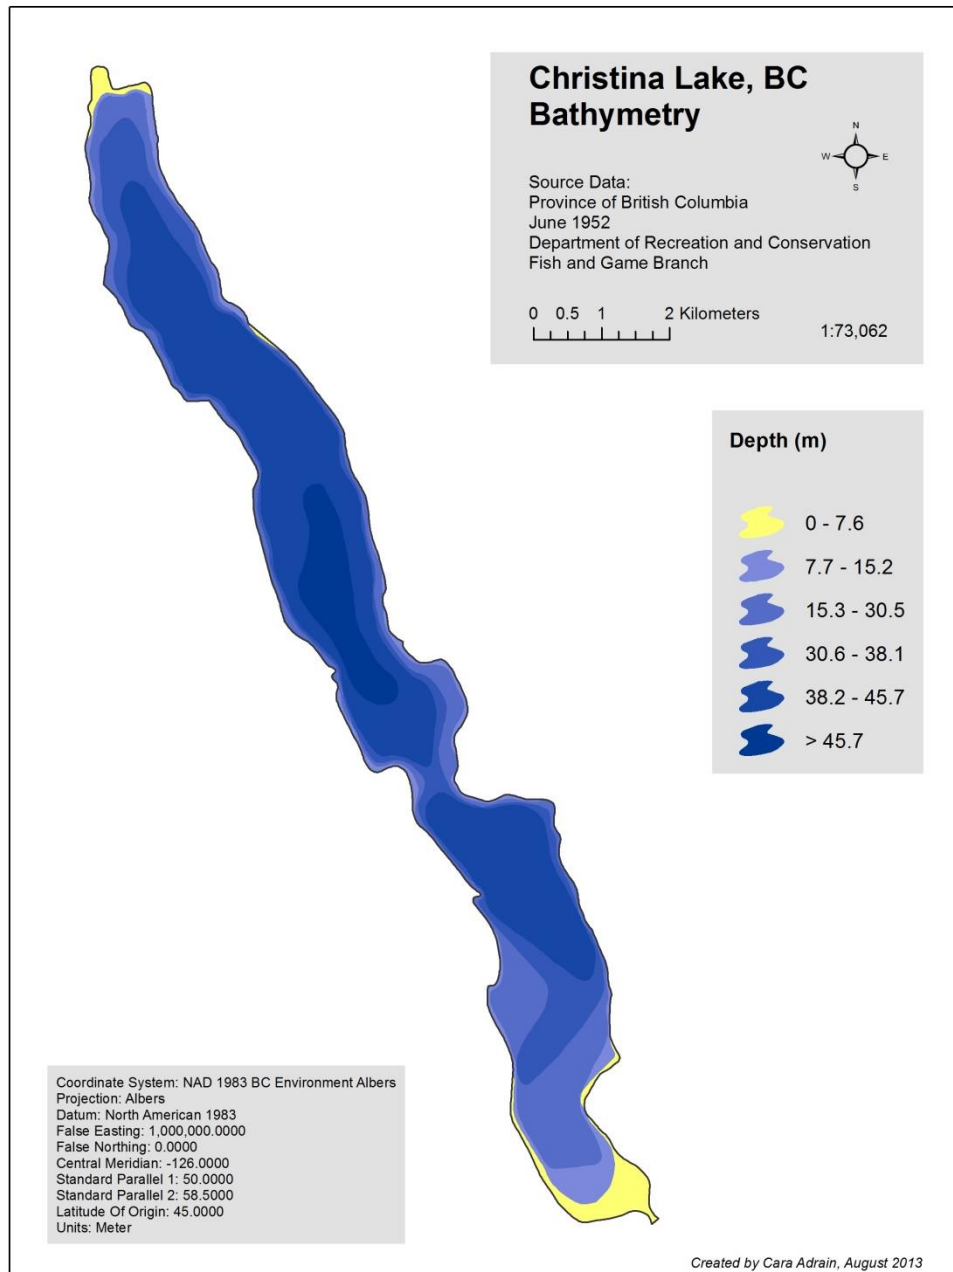 Christina Lake, BC
Bathymetry
N
W E
S
Source Data:
Province of British Columbia
June 1952
Department of Recreation and Conservation
Fish and Game Branch
0 0.5 1 2 Kilometers
1:73,062
Depth (m)
0 - 7.6
7.7 - 15.2
15.3 - 30.5
30.6 - 38.1
38.2 - 45.7
> 45.7
Coordinate System: NAD 1983 BC Environment Albers
Projection: Albers
Datum: North American 1983
False Easting: 1,000,000.0000
False Northing: 0.0000
Central Meridian: -126.0000
Standard Parallel 1: 50.0000
Standard Parallel 2: 58.5000
Latitude Of Origin: 45.0000
Units: Meter
Created by Cara Adrain, August 2013